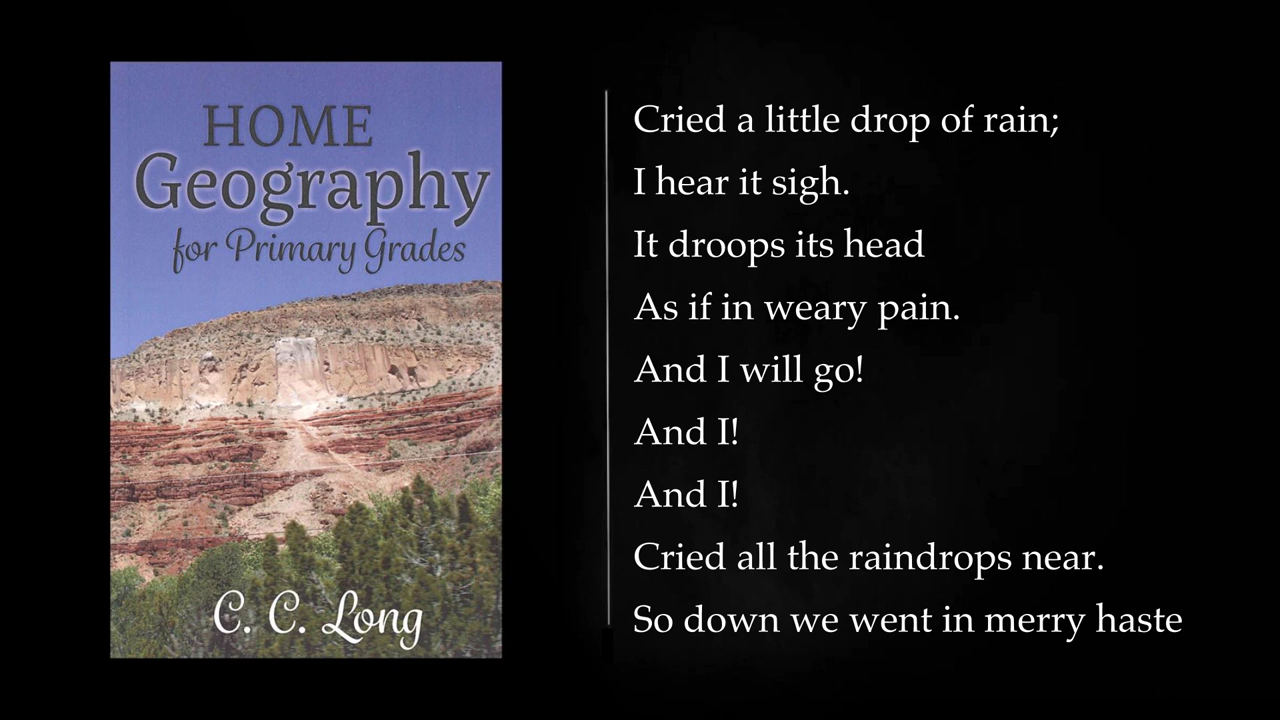 HOME
Geography
for Primary Grades
C. C. Long
Cried a little drop of rain;
I hear it sigh.
It droops its head
As if in weary pain.
And I will go!
And I!
And I!
Cried all the raindrops near.
So down we went in merry haste